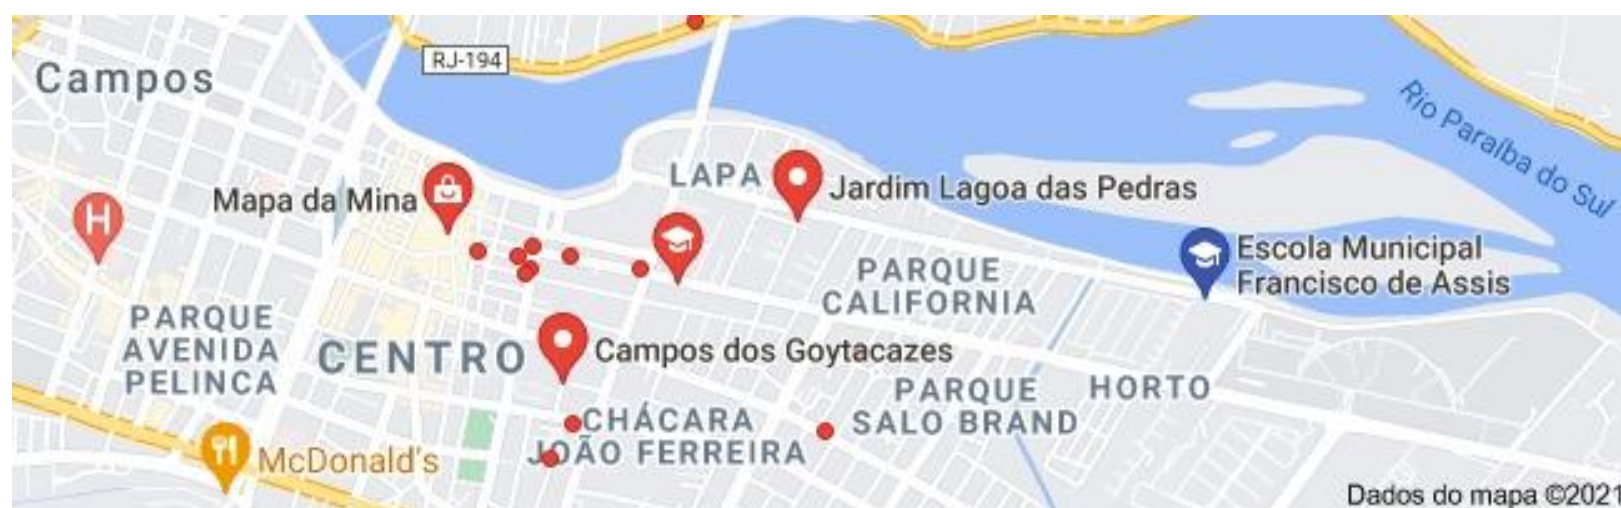 RJ-194
Campos
Rio Paraíba do Sul
LAPA
Mapa da Mina
Jardim Lagoa das Pedras
H
Escola Municipal
Francisco de Assis
PARQUE
CALIFORNIA
PARQUE
AVENIDA
PELINCA
CENTRO
Campos dos Goytacazes
PARQUE
SALO BRAND
HORTO
CHÁCARA
JOÃO FERREIRA
McDonald's
Dados do mapa ©2021